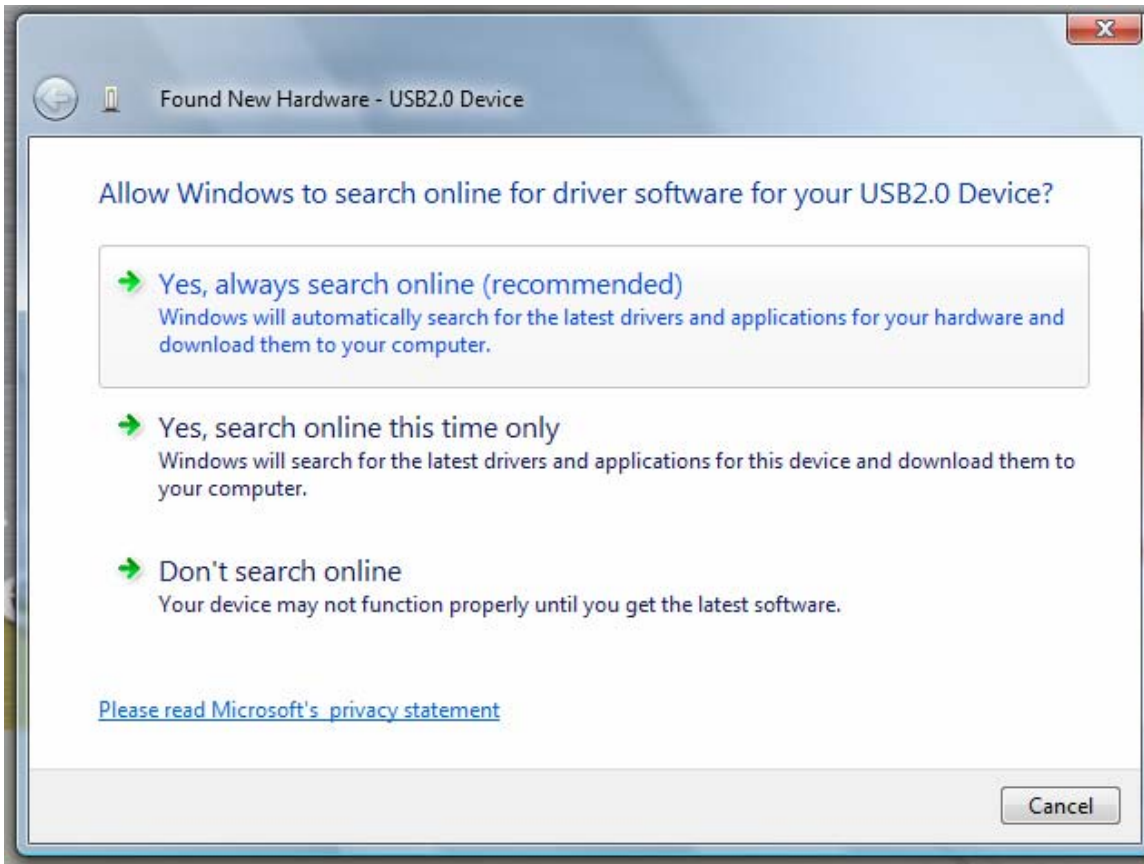 Found New Hardware - USB2.0 Device
Allow Windows to search online for driver software for your USB2.0 Device?
Yes, always search online (recommended)
Windows will automatically search for the latest drivers and applications for your hardware and
download them to your computer.
Yes, search online this time only
Windows will search for the latest drivers and applications for this device and download them to
your computer.
Don't search online
Your device may not function properly until you get the latest software.
Please read Microsoft's privacy statement
Cancel